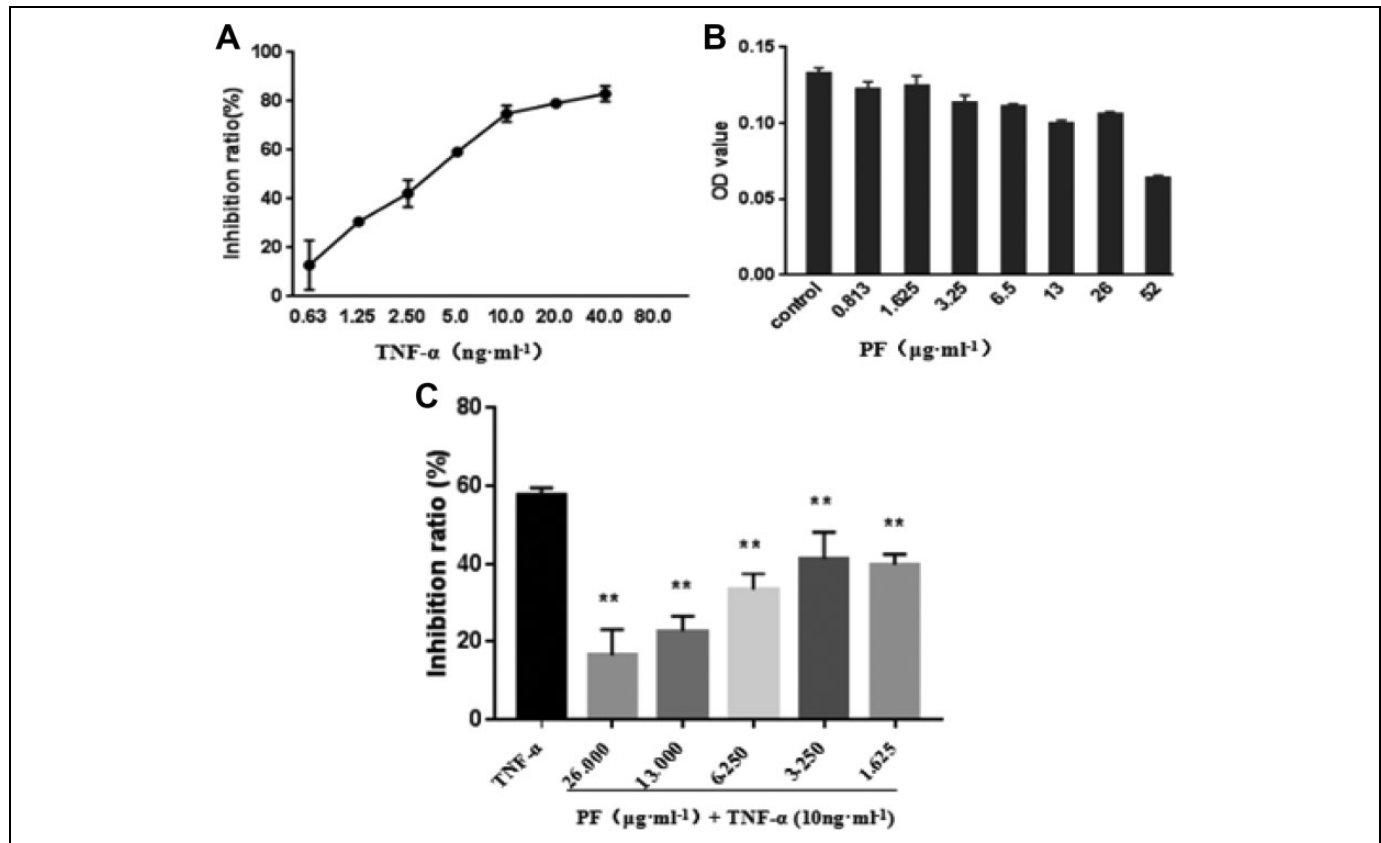 A
100
80
60
40
20
0
Inhibition ratio(%)
0.63 1.25 2.50 5.0 10.0 20.0 40.0 80.0
TNF-α（ng·ml-1）
B
0.15
0.10
0.05
0.00
OD value
control 0.813 1.625 3.25 6.5 13 26 52
PF（μg·ml-1）
C
80
60
40
20
0
Inhibition ratio (%)
** ** ** ** **
TNF-α 26.000 13.000 6.250 3.250 1.625
PF（μg·ml-1）+ TNF-α (10ng·ml-1)